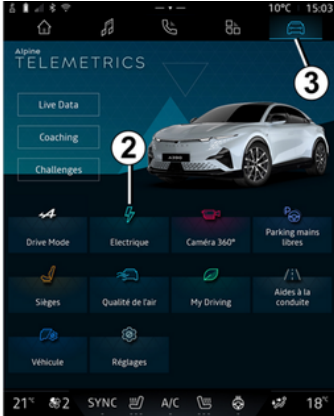 10°C 15:03
3
Alpine
TELEMETRICS
Live Data
Coaching
Challenges
2
Drive Mode
Electrique
Caméra 360°
Parking mains
libres
Sièges
Qualité de l'air
My Driving
Aides à la
conduite
Véhicule
Réglages
21°C 2 SYNC A/C 18°C